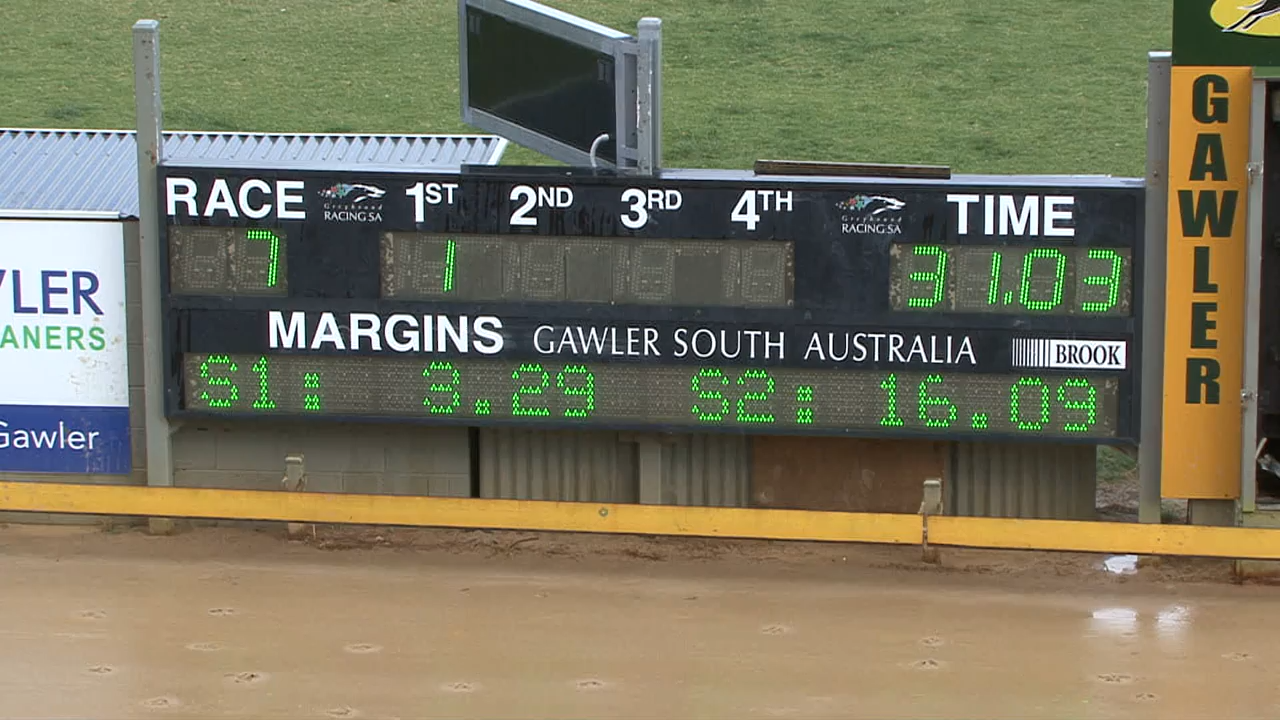 RACE Greyhound RACING SA 1ST 2ND 3RD 4TH Greyhound RACING SA TIME
7 1 31.03
MARGINS GAWLER SOUTH AUSTRALIA BROOK
S1: 3.29 S2: 16.09
GAWLER
LER
ANERS
Gawler